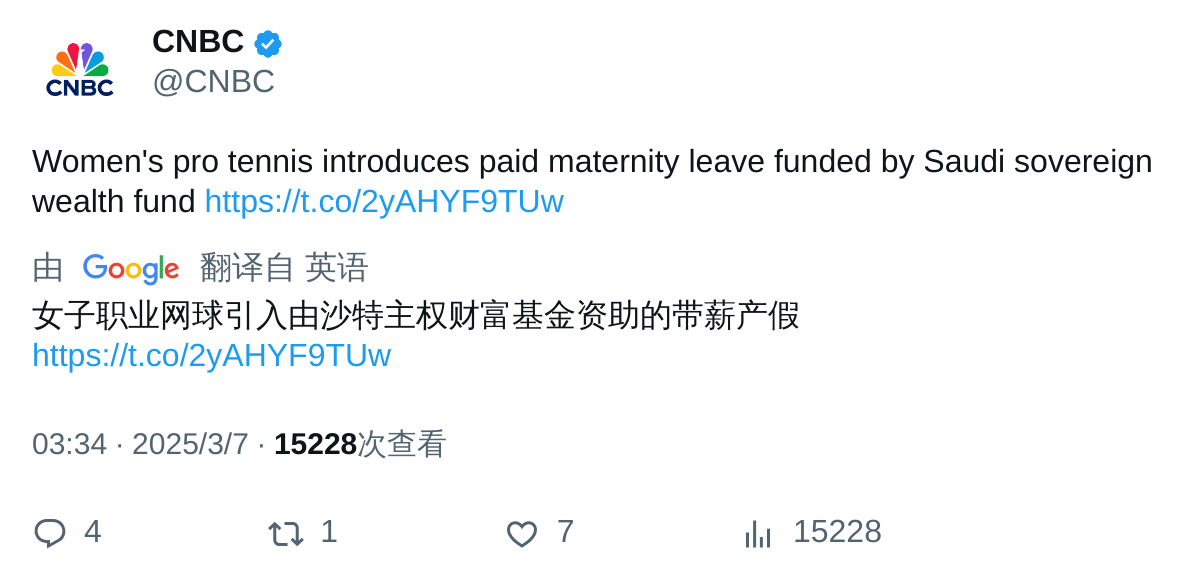 CNBC
CNBC
@CNBC
Women's pro tennis introduces paid maternity leave funded by Saudi sovereign
wealth fund https://t.co/2yAHYF9TUw
由 Google 翻译自 英语
女子职业网球引入由沙特主权财富基金资助的带薪产假
https://t.co/2yAHYF9TUw
03:34 · 2025/3/7 · 15228次查看
4 1 7 15228